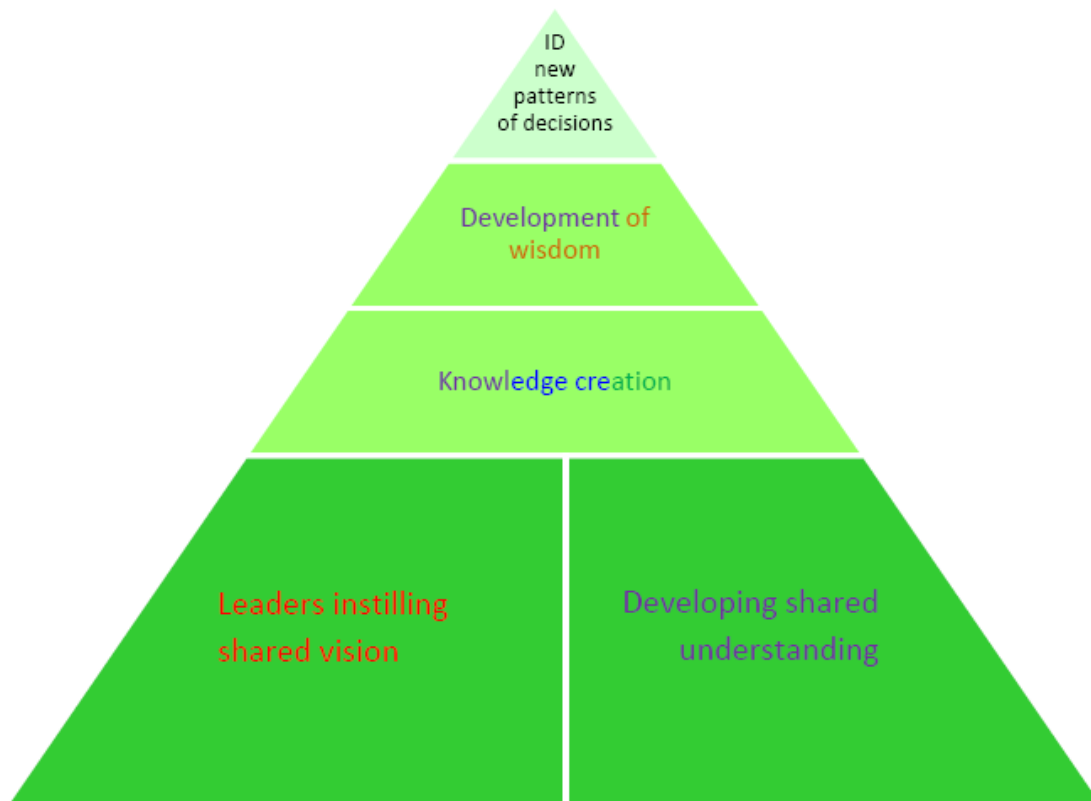 ID
new
patterns
of decisions
Development of
wisdom
Knowledge creation
Leaders instilling
shared vision
Developing shared
understanding